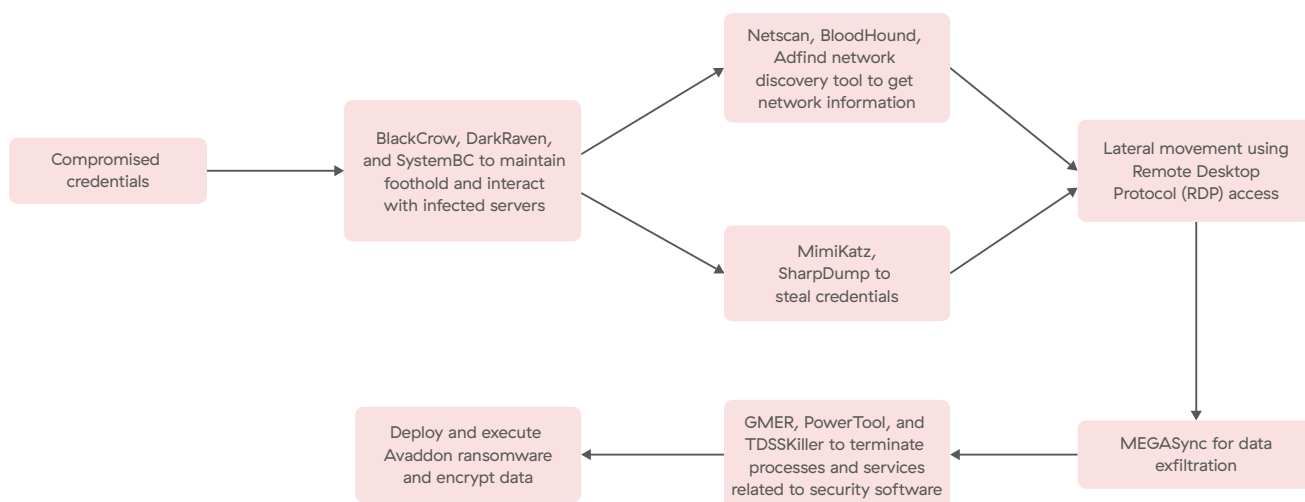 Compromised
credentials
BlackCrow, DarkRaven,
and SystemBC to maintain
foothold and interact
with infected servers
Netscan, BloodHound,
Adfind network
discovery tool to get
network information
MimiKatz,
SharpDump to
steal credentials
Lateral movement using
Remote Desktop
Protocol (RDP) access
MEGASync for data
exfiltration
GMER, PowerTool, and
TDSSKiller to terminate
processes and services
related to security software
Deploy and execute
Avaddon ransomware
and encrypt data